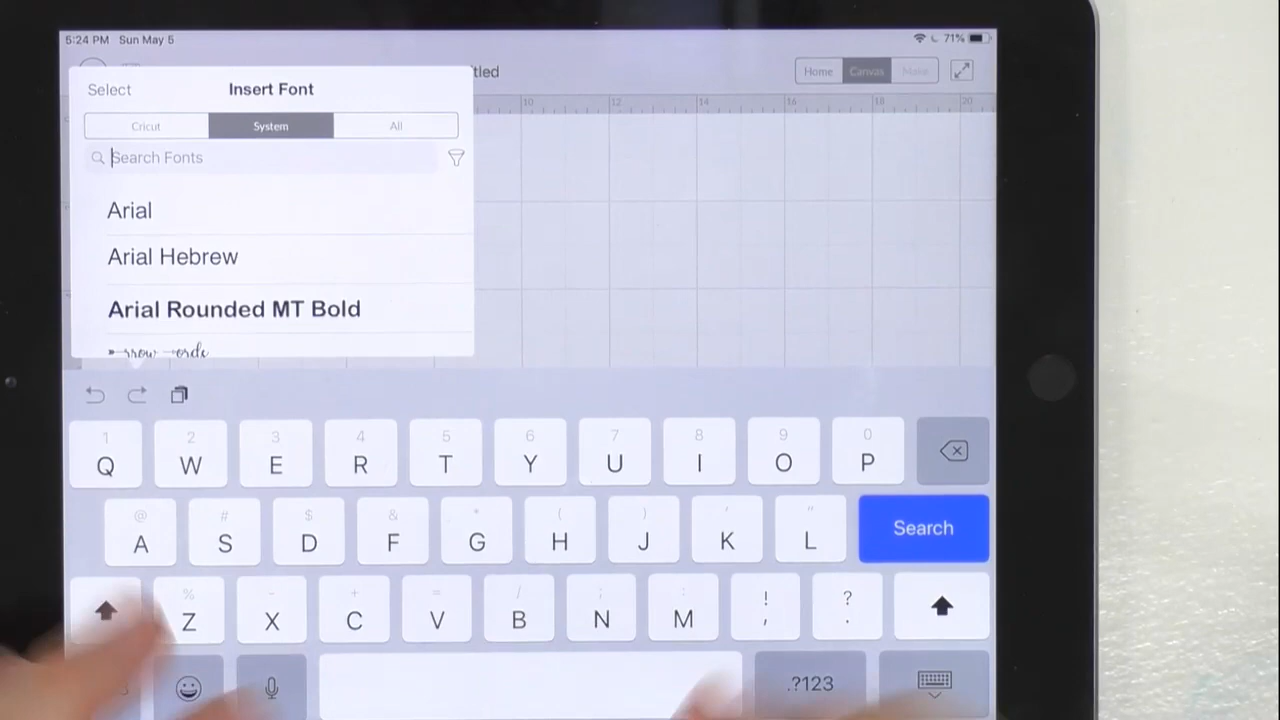 5:24 PM Sun May 5
71%
Select Insert Font
tled
Home Canvas Make
Cricut System All
10 12 14 16 18 20
Search Fonts
Arial
Arial Hebrew
Arial Rounded MT Bold
1 2 3 4 5 6 7 8 9 0
Q W E R T Y U I O P
@ # $ & * ( ) ' "
A S D F G H J K L Search
% - + = / ; : ! ?
Z X C V B N M , .
.?123